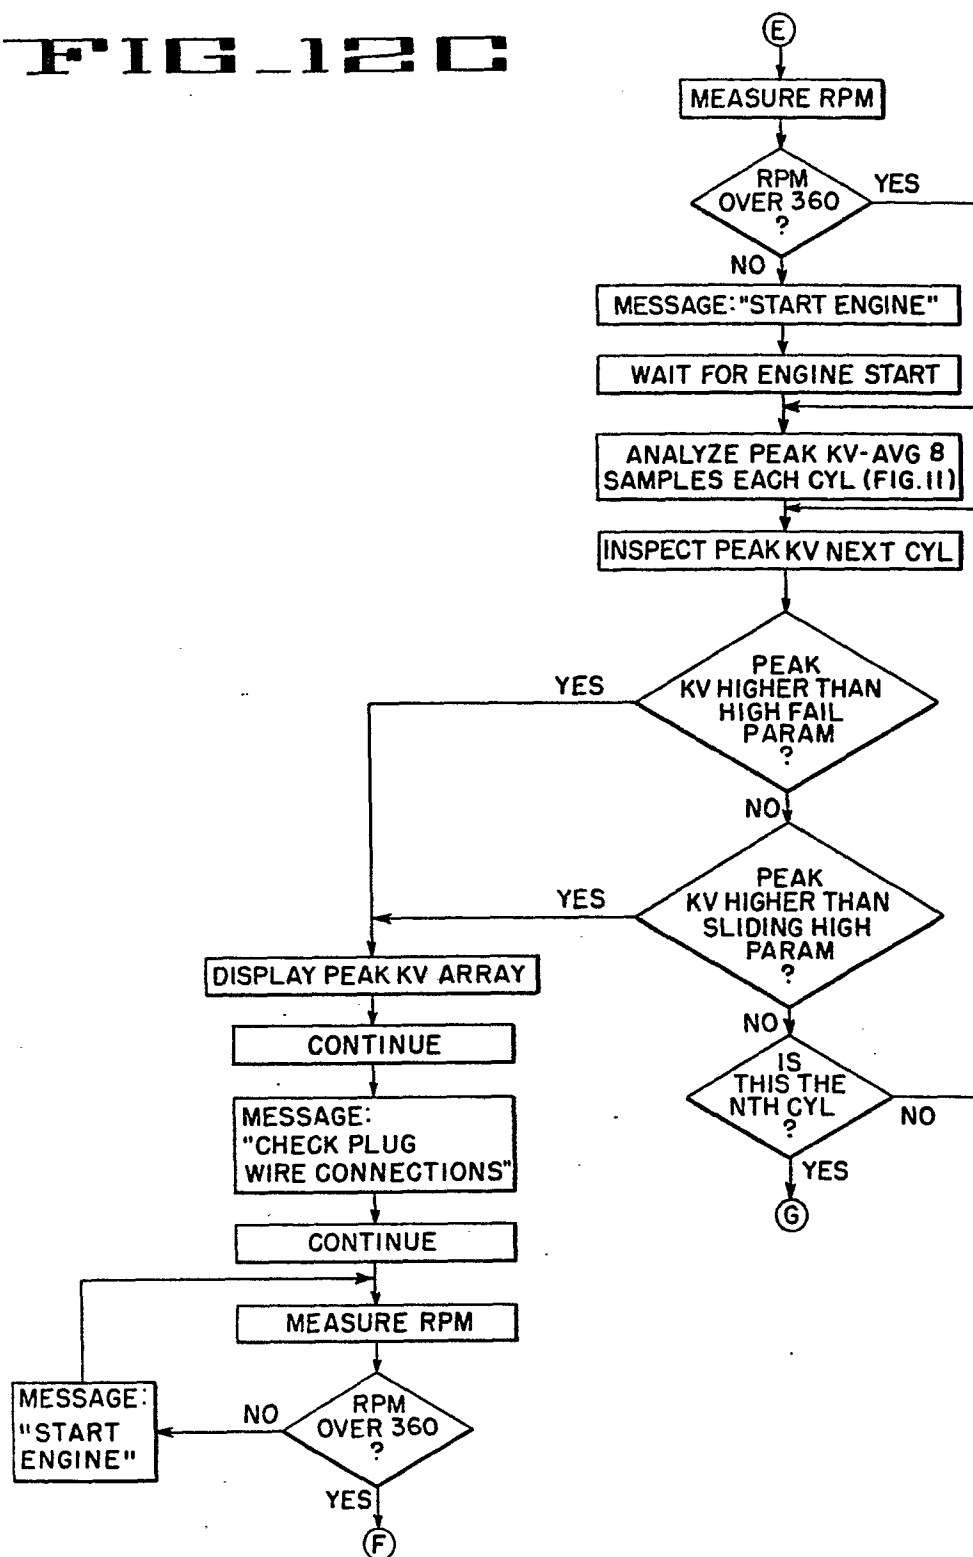 FIG_12C
E
MEASURE RPM
RPM
OVER 360
?
YES
NO
MESSAGE:"START ENGINE"
WAIT FOR ENGINE START
ANALYZE PEAK KV-AVG 8
SAMPLES EACH CYL (FIG.11)
INSPECT PEAK KV NEXT CYL
PEAK
KV HIGHER THAN
HIGH FAIL
PARAM
?
YES
NO
PEAK
KV HIGHER THAN
SLIDING HIGH
PARAM
?
YES
NO
IS
THIS THE
NTH CYL
?
NO
YES
G
DISPLAY PEAK KV ARRAY
CONTINUE
MESSAGE:
"CHECK PLUG
WIRE CONNECTIONS"
CONTINUE
MEASURE RPM
RPM
OVER 360
?
NO
MESSAGE:
"START
ENGINE"
YES
F